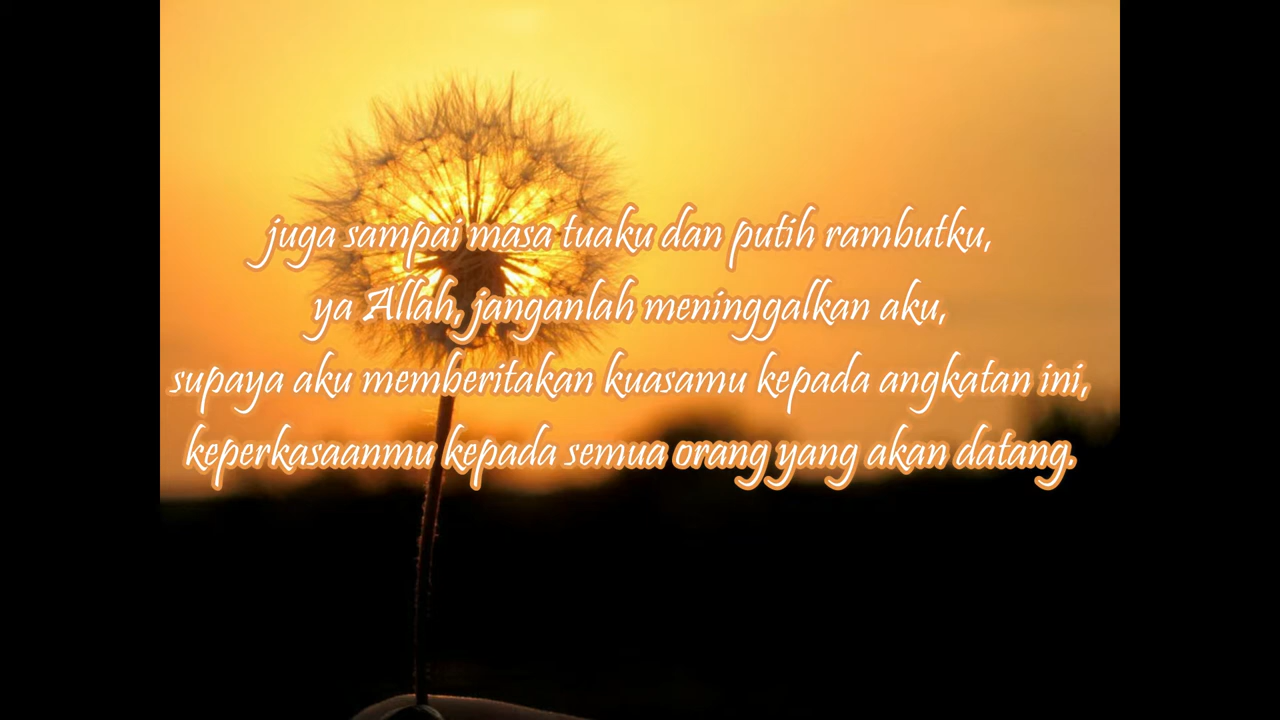 juga sampai masa tuaku dan putih rambutku,
ya Allah, janganlah meninggalkan aku,
supaya aku memberitakan kuasamu kepada angkatan ini,
keperkasaanmu kepada semua orang yang akan datang.